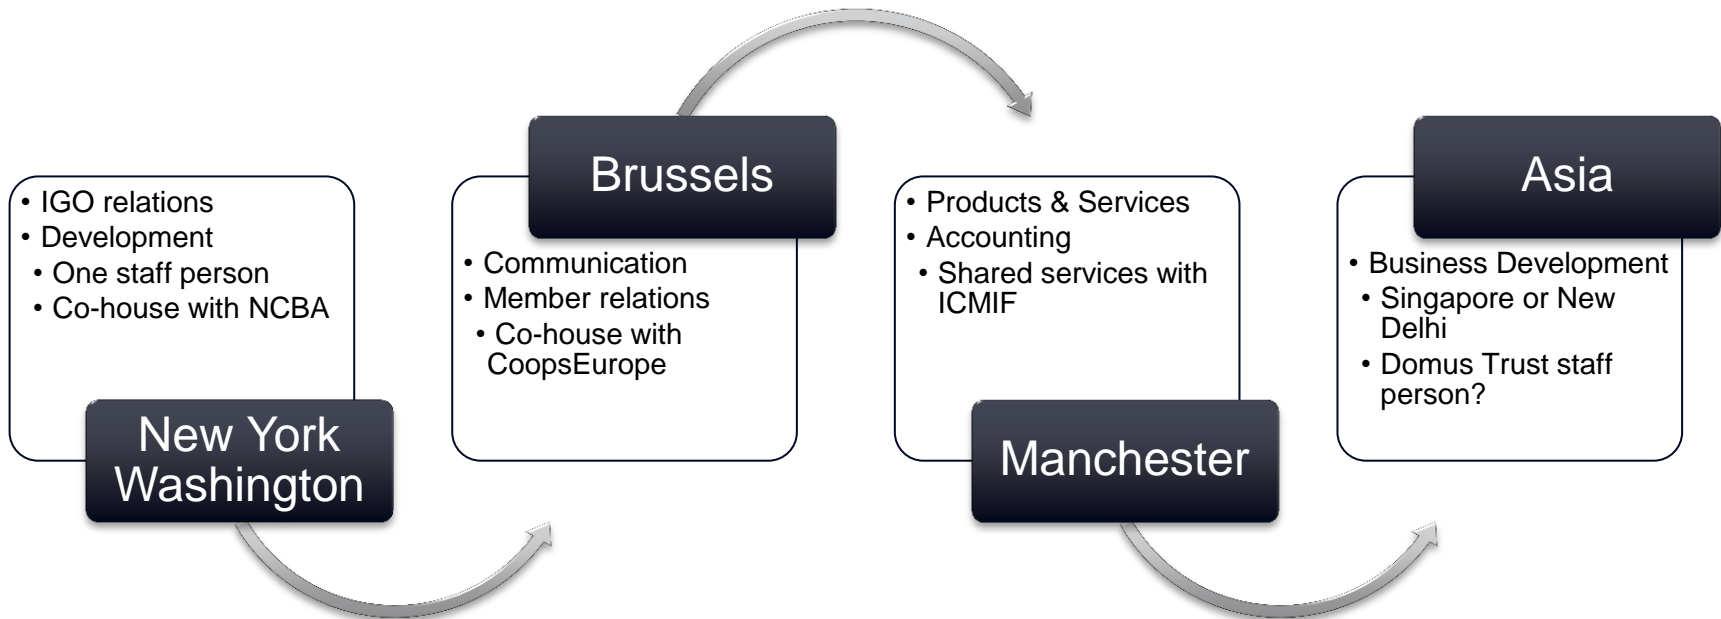 • IGO relations
• Development
• One staff person
• Co-house with NCBA
New York
Washington
Brussels
• Communication
• Member relations
• Co-house with
CoopsEurope
• Products & Services
• Accounting
• Shared services with
ICMIF
Manchester
Asia
• Business Development
• Singapore or New
Delhi
• Domus Trust staff
person?